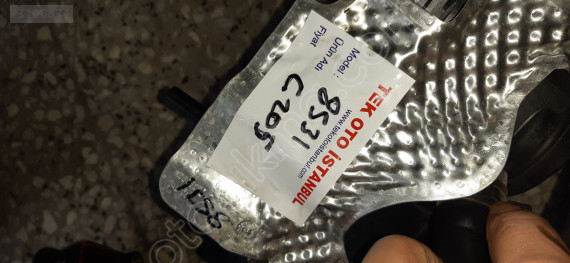 TEK OTO İSTANBUL
www.tekotoistanbul.com
Model : 8531
Ürün Adı C205
Fiyat
8531